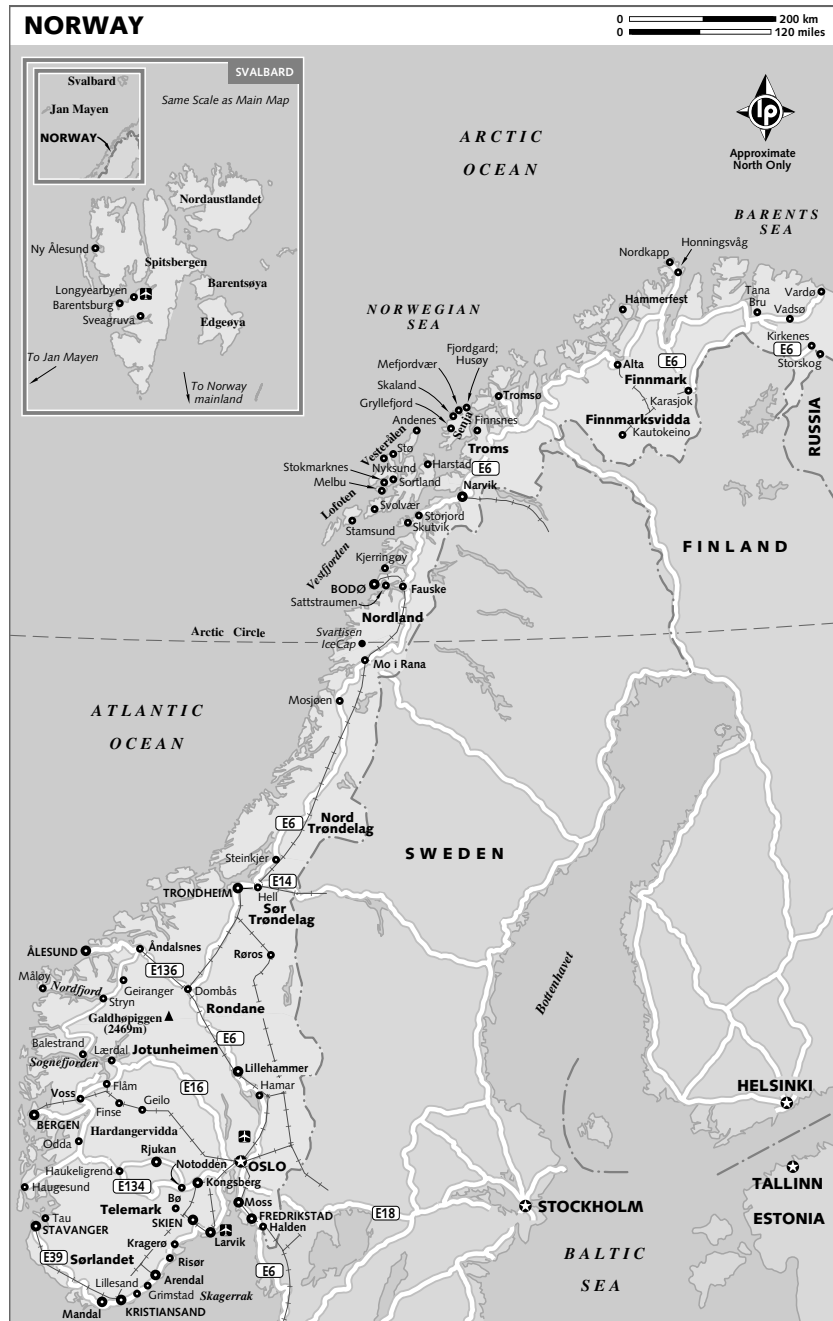 NORWAY
0 200 km
0 120 miles
SVALBARD
Svalbard
Jan Mayen
NORWAY
Same Scale as Main Map
Nordaustlandet
Ny Ålesund
Spitsbergen
Longyearbyen
Barentsburg
Sveagruva
Barentsøya
Edgeøya
To Jan Mayen
To Norway
mainland
lp
Approximate
North Only
ARCTIC
OCEAN
BARENTS
SEA
Nordkapp
Honningsvåg
Hammerfest
Tana
Bru
Vardø
Vadsø
Kirkenes
E6
Storskog
NORWEGIAN
SEA
Fjordgard;
Husøy
Mefjordvær
Skaland
Gryllefjord
Senja
Tromsø
Alta
E6
Finnmark
Karasjok
Finnmarksvidda
Kautokeino
RUSSIA
Andenes
Finnsnes
Troms
Vesterålen
Stø
Nyksund
Harstad
E6
Stokmarknes
Sortland
Melbu
Narvik
Lofoten
Svolvær
Storjord
Skutvik
Stamsund
Vestfjorden
Kjerringøy
FINLAND
BODØ
Fauske
Sattstraumen
Nordland
Arctic Circle
Svartisen
IceCap
Mo i Rana
Mosjøen
ATLANTIC
OCEAN
Nord
Trøndelag
E6
SWEDEN
Steinkjer
E14
TRONDHEIM
Hell
Sør
Trøndelag
ÅLESUND
Åndalsnes
Røros
E136
Måløy
Nordfjord
Geiranger
Stryn
Dombås
Rondane
Galdhøpiggen
(2469m)
Bottenhavet
E6
Balestrand
Lærdal
Jotunheimen
Sognefjorden
Lillehammer
E16
Hamar
Flåm
Voss
Finse
Geilo
HELSINKI
BERGEN
Hardangervidda
Odda
Rjukan
Notodden
OSLO
Haukeligrend
TALLINN
Haugesund
E134
Kongsberg
Bø
Telemark
Moss
STOCKHOLM
ESTONIA
Tau
SKIEN
FREDRIKSTAD
E18
STAVANGER
Halden
Kragerø
Larvik
E39
Sørlandet
Risør
E6
BALTIC
SEA
Lillesand
Arendal
Grimstad
Skagerrak
Mandal
KRISTIANSAND